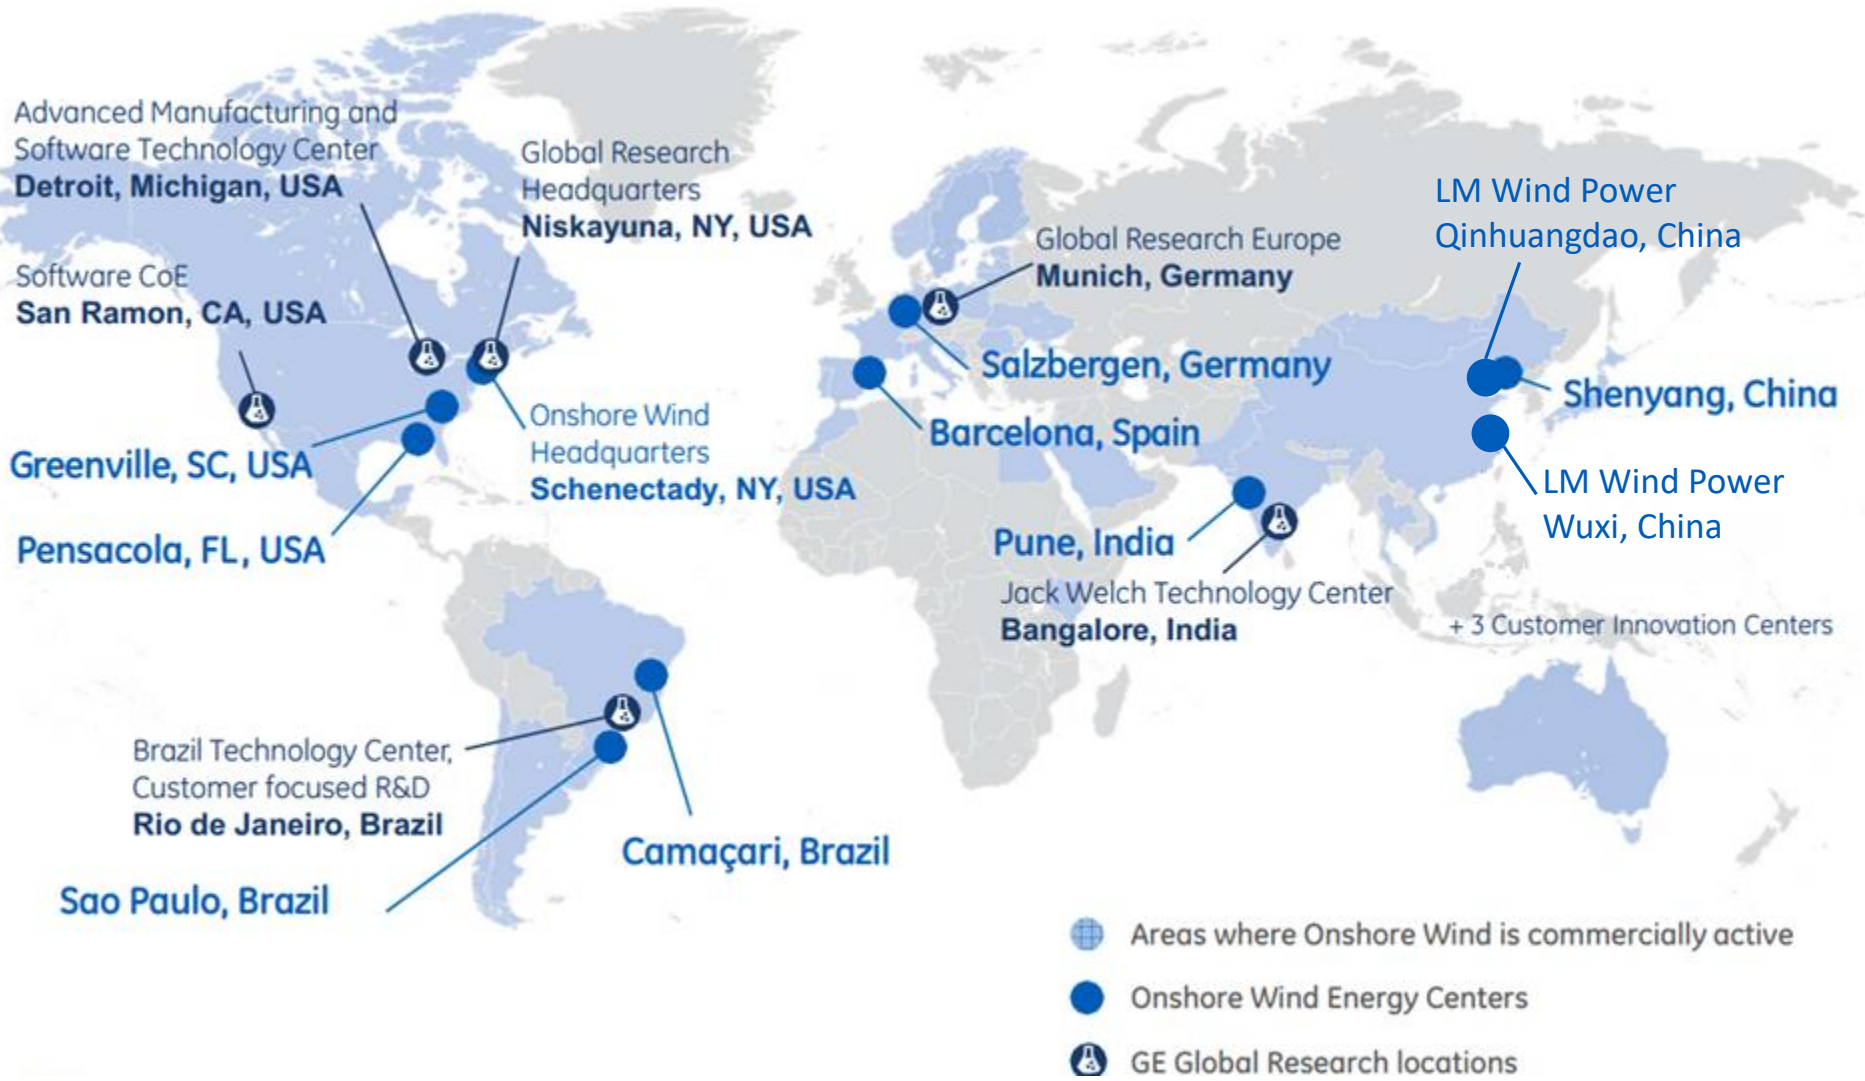 Advanced Manufacturing and
Software Technology Center
Detroit, Michigan, USA
Global Research
Headquarters
Niskayuna, NY, USA
Software CoE
San Ramon, CA, USA
Greenville, SC, USA
Pensacola, FL, USA
Onshore Wind
Headquarters
Schenectady, NY, USA
Global Research Europe
Munich, Germany
Salzbergen, Germany
Barcelona, Spain
LM Wind Power
Qinhuangdao, China
Shenyang, China
LM Wind Power
Wuxi, China
Pune, India
Jack Welch Technology Center
Bangalore, India
+ 3 Customer Innovation Centers
Brazil Technology Center,
Customer focused R&D
Rio de Janeiro, Brazil
Camaçari, Brazil
Sao Paulo, Brazil
Areas where Onshore Wind is commercially active
Onshore Wind Energy Centers
GE Global Research locations